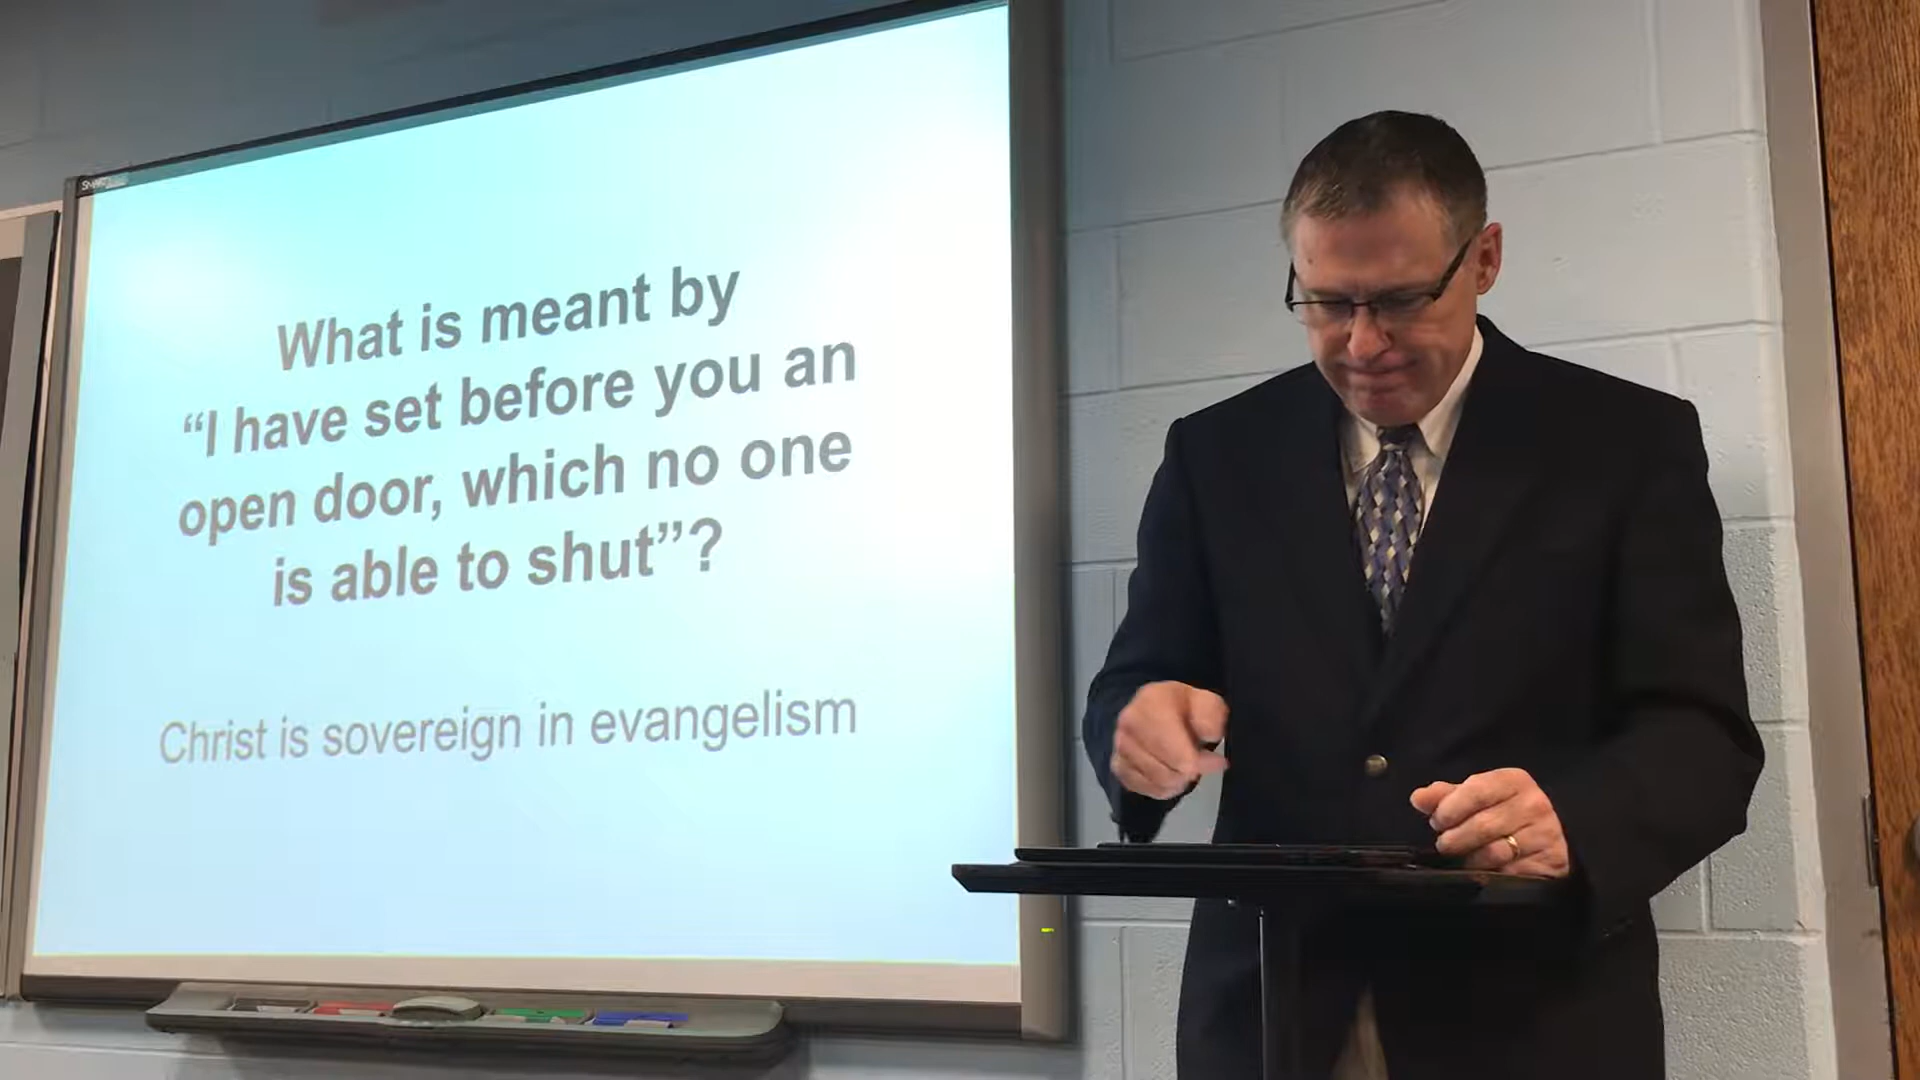 SMART
What is meant by
“I have set before you an
open door, which no one
is able to shut”?
Christ is sovereign in evangelism